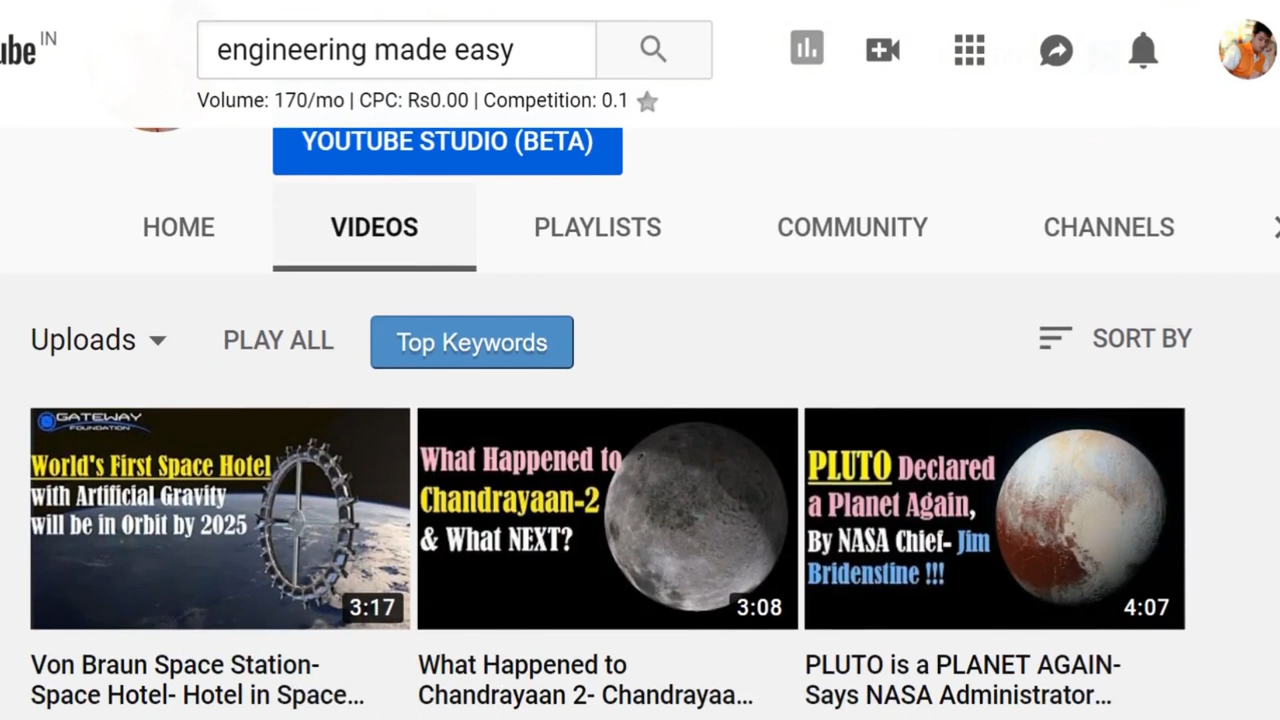 ube IN
engineering made easy
Volume: 170/mo | CPC: Rs0.00 | Competition: 0.1
YOUTUBE STUDIO (BETA)
HOME VIDEOS PLAYLISTS COMMUNITY CHANNELS
Uploads PLAY ALL Top Keywords SORT BY
GATEWAY
FOUNDATION
World's First Space Hotel
with Artificial Gravity
will be in Orbit by 2025
3:17
What Happened to
Chandrayaan-2
& What NEXT?
3:08
PLUTO Declared
a Planet Again,
By NASA Chief- Jim
Bridenstine !!!
4:07
Von Braun Space Station-
Space Hotel- Hotel in Space...
What Happened to
Chandrayaan 2- Chandrayaa...
PLUTO is a PLANET AGAIN-
Says NASA Administrator...